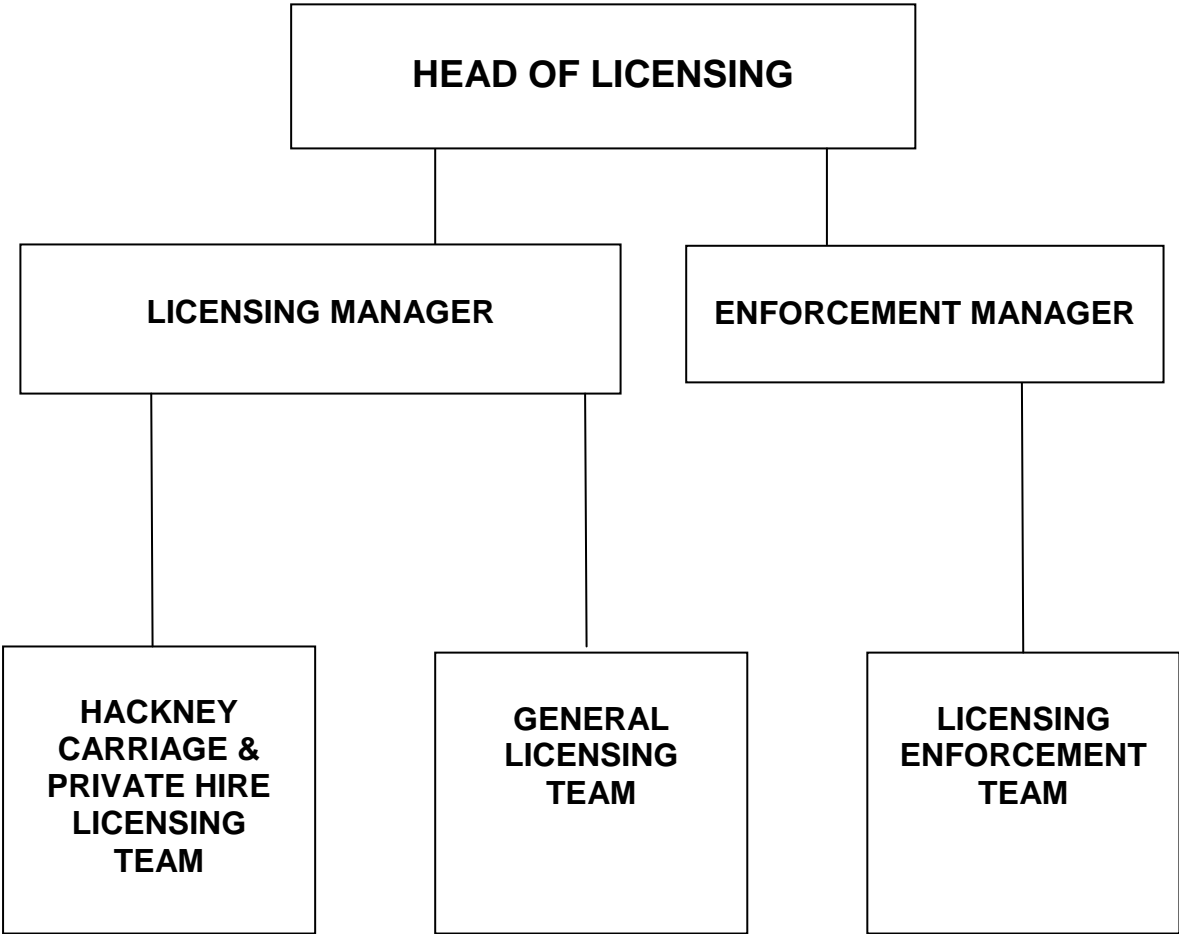 HEAD OF LICENSING
LICENSING MANAGER
ENFORCEMENT MANAGER
HACKNEY
CARRIAGE &
PRIVATE HIRE
LICENSING
TEAM
GENERAL
LICENSING
TEAM
LICENSING
ENFORCEMENT
TEAM